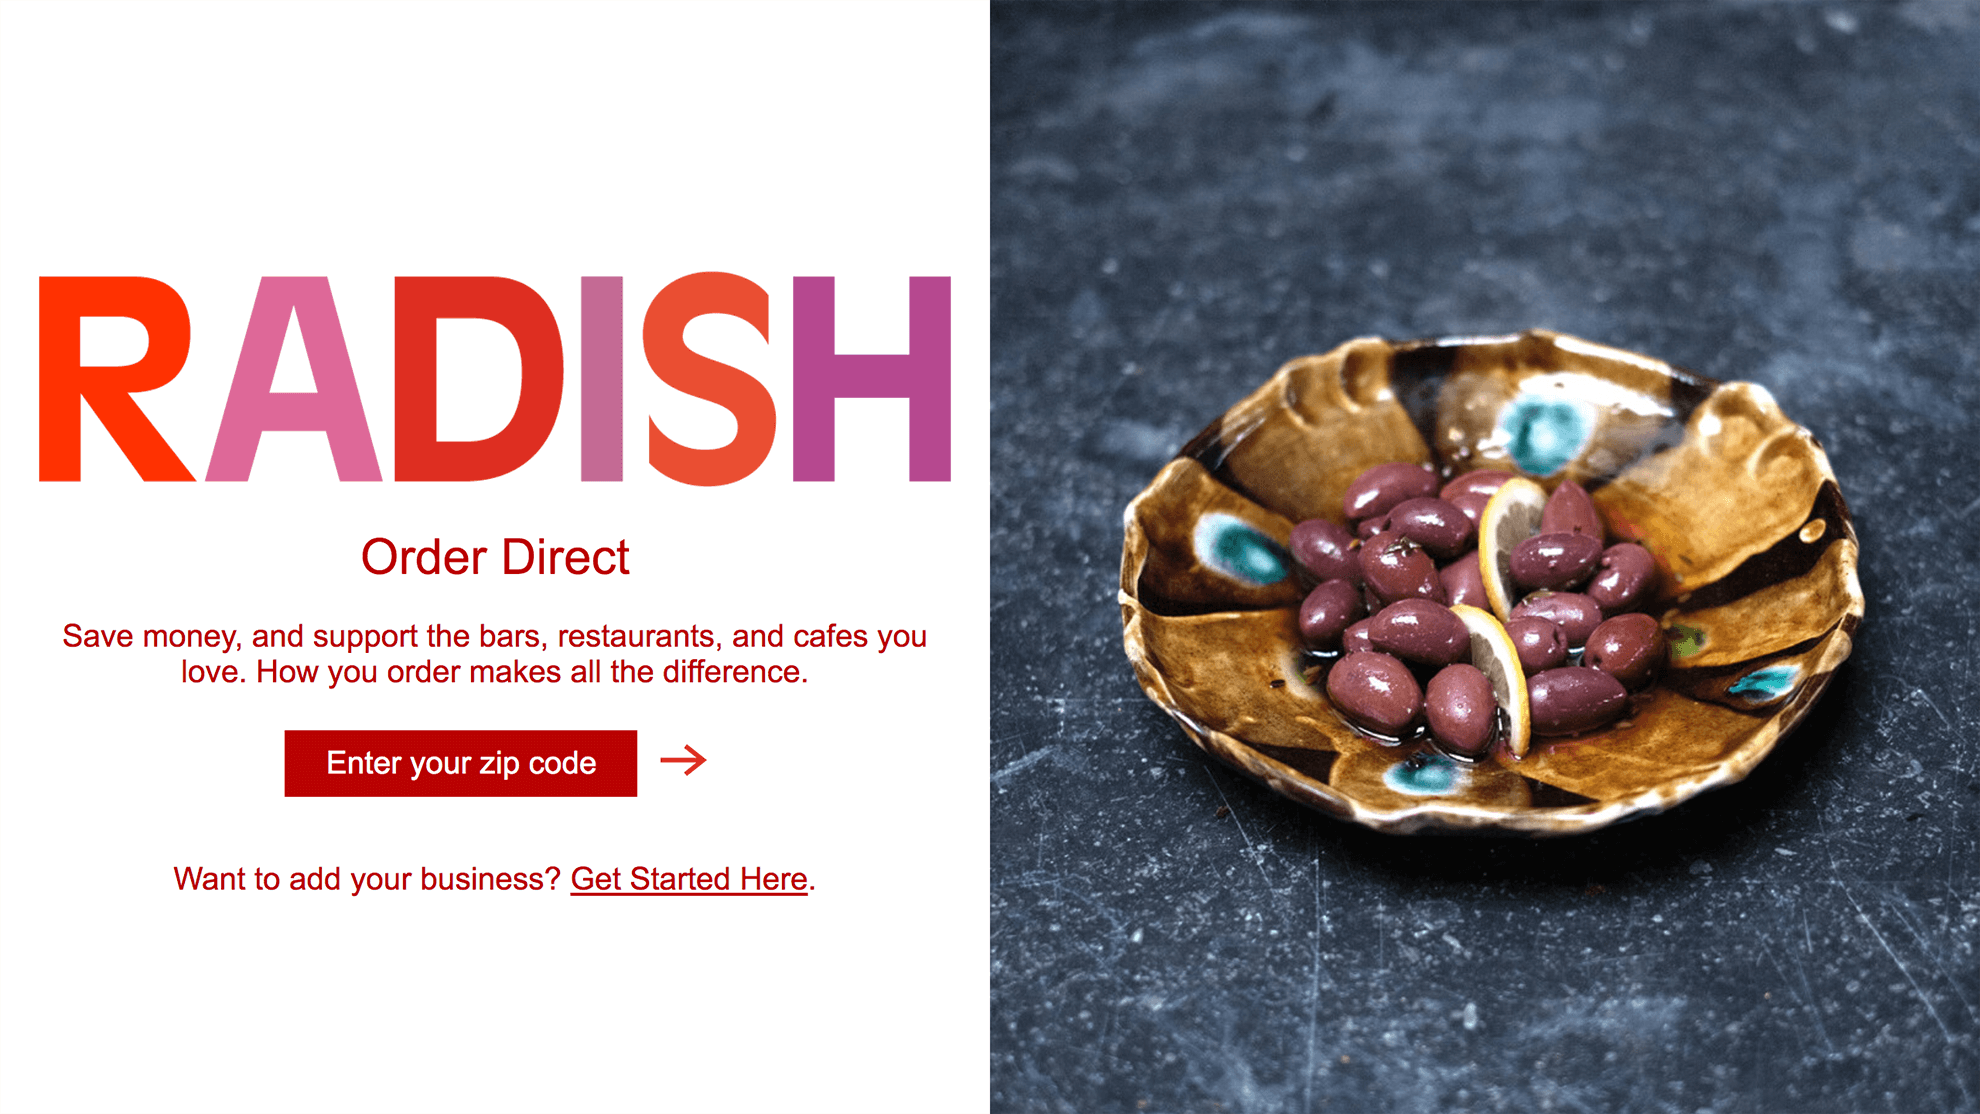 RADISH
Order Direct
Save money, and support the bars, restaurants, and cafes you
love. How you order makes all the difference.
Enter your zip code
Want to add your business? Get Started Here.